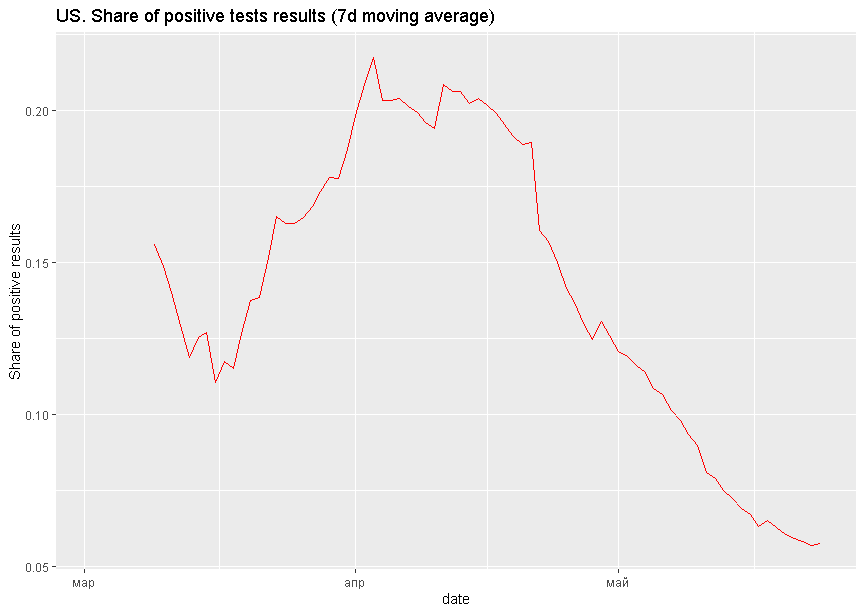 US. Share of positive tests results (7d moving average)
Share of positive results
0.20
0.15
0.10
0.05
мар
апр
май
date